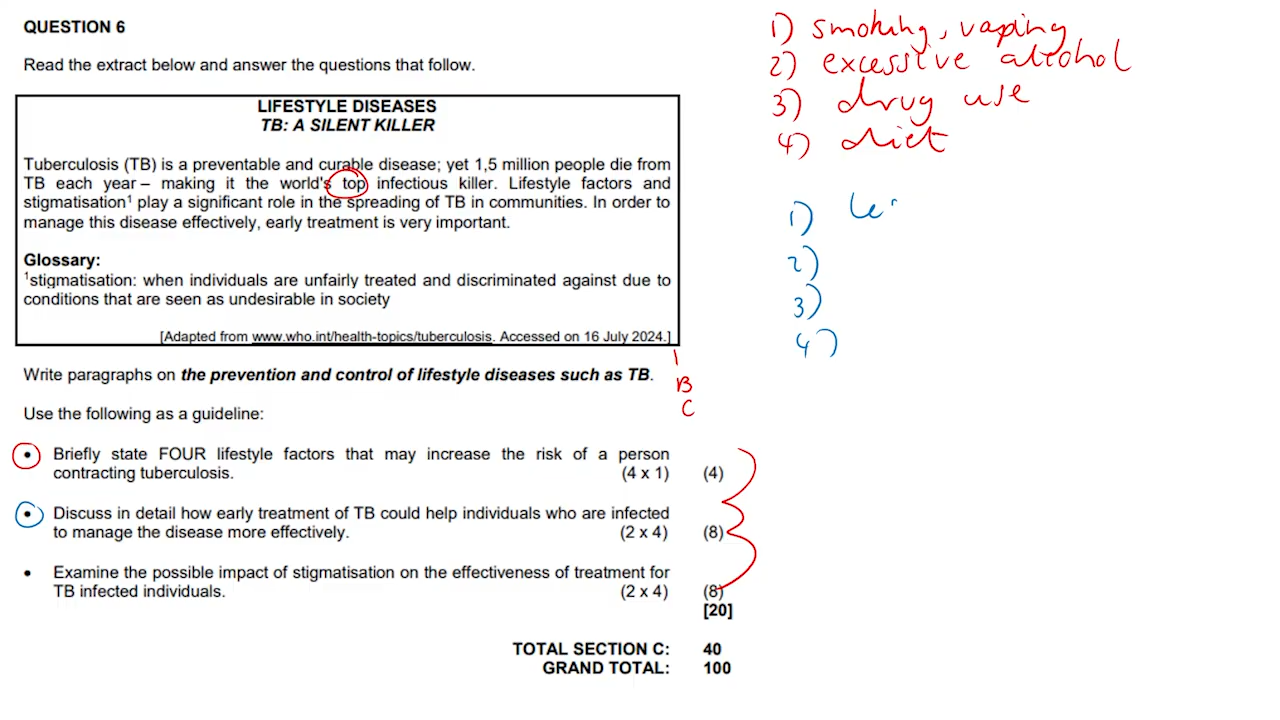 QUESTION 6
Read the extract below and answer the questions that follow.
LIFESTYLE DISEASES
TB: A SILENT KILLER
Tuberculosis (TB) is a preventable and curable disease; yet 1,5 million people die from
TB each year – making it the world's top infectious killer. Lifestyle factors and
stigmatisation¹ play a significant role in the spreading of TB in communities. In order to
manage this disease effectively, early treatment is very important.
Glossary:
¹stigmatisation: when individuals are unfairly treated and discriminated against due to
conditions that are seen as undesirable in society
[Adapted from www.who.int/health-topics/tuberculosis. Accessed on 16 July 2024.]
Write paragraphs on the prevention and control of lifestyle diseases such as TB.
Use the following as a guideline:
• Briefly state FOUR lifestyle factors that may increase the risk of a person
contracting tuberculosis. (4 x 1) (4)
• Discuss in detail how early treatment of TB could help individuals who are infected
to manage the disease more effectively. (2 x 4) (8)
• Examine the possible impact of stigmatisation on the effectiveness of treatment for
TB infected individuals. (2 x 4) (8)
[20]
TOTAL SECTION C: 40
GRAND TOTAL: 100
1) smoking, vaping
2) excessive alcohol
3) drug use
4) diet
1)
2)
3)
4)
B
C